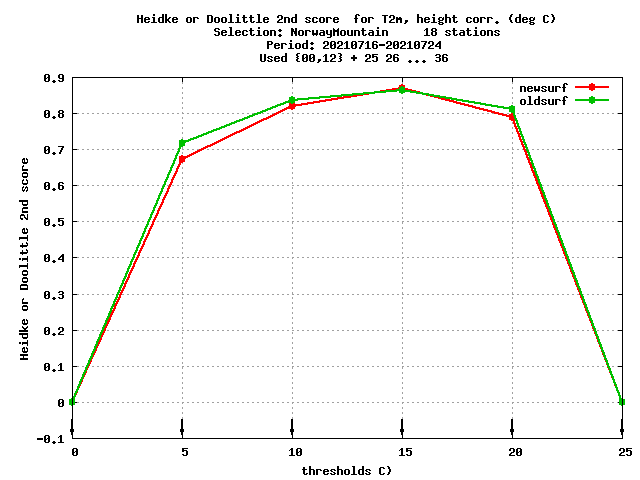 Heidke or Doolittle 2nd score  for T2m, height corr. (deg C)
Selection: NorwayMountain     18 stations
Period: 20210716-20210724
Used {00,12} + 25 26 ... 36
newsurf
oldsurf
Heidke or Doolittle 2nd score
0.9
0.8
0.7
0.6
0.5
0.4
0.3
0.2
0.1
0
-0.1
0 5 10 15 20 25
thresholds C)